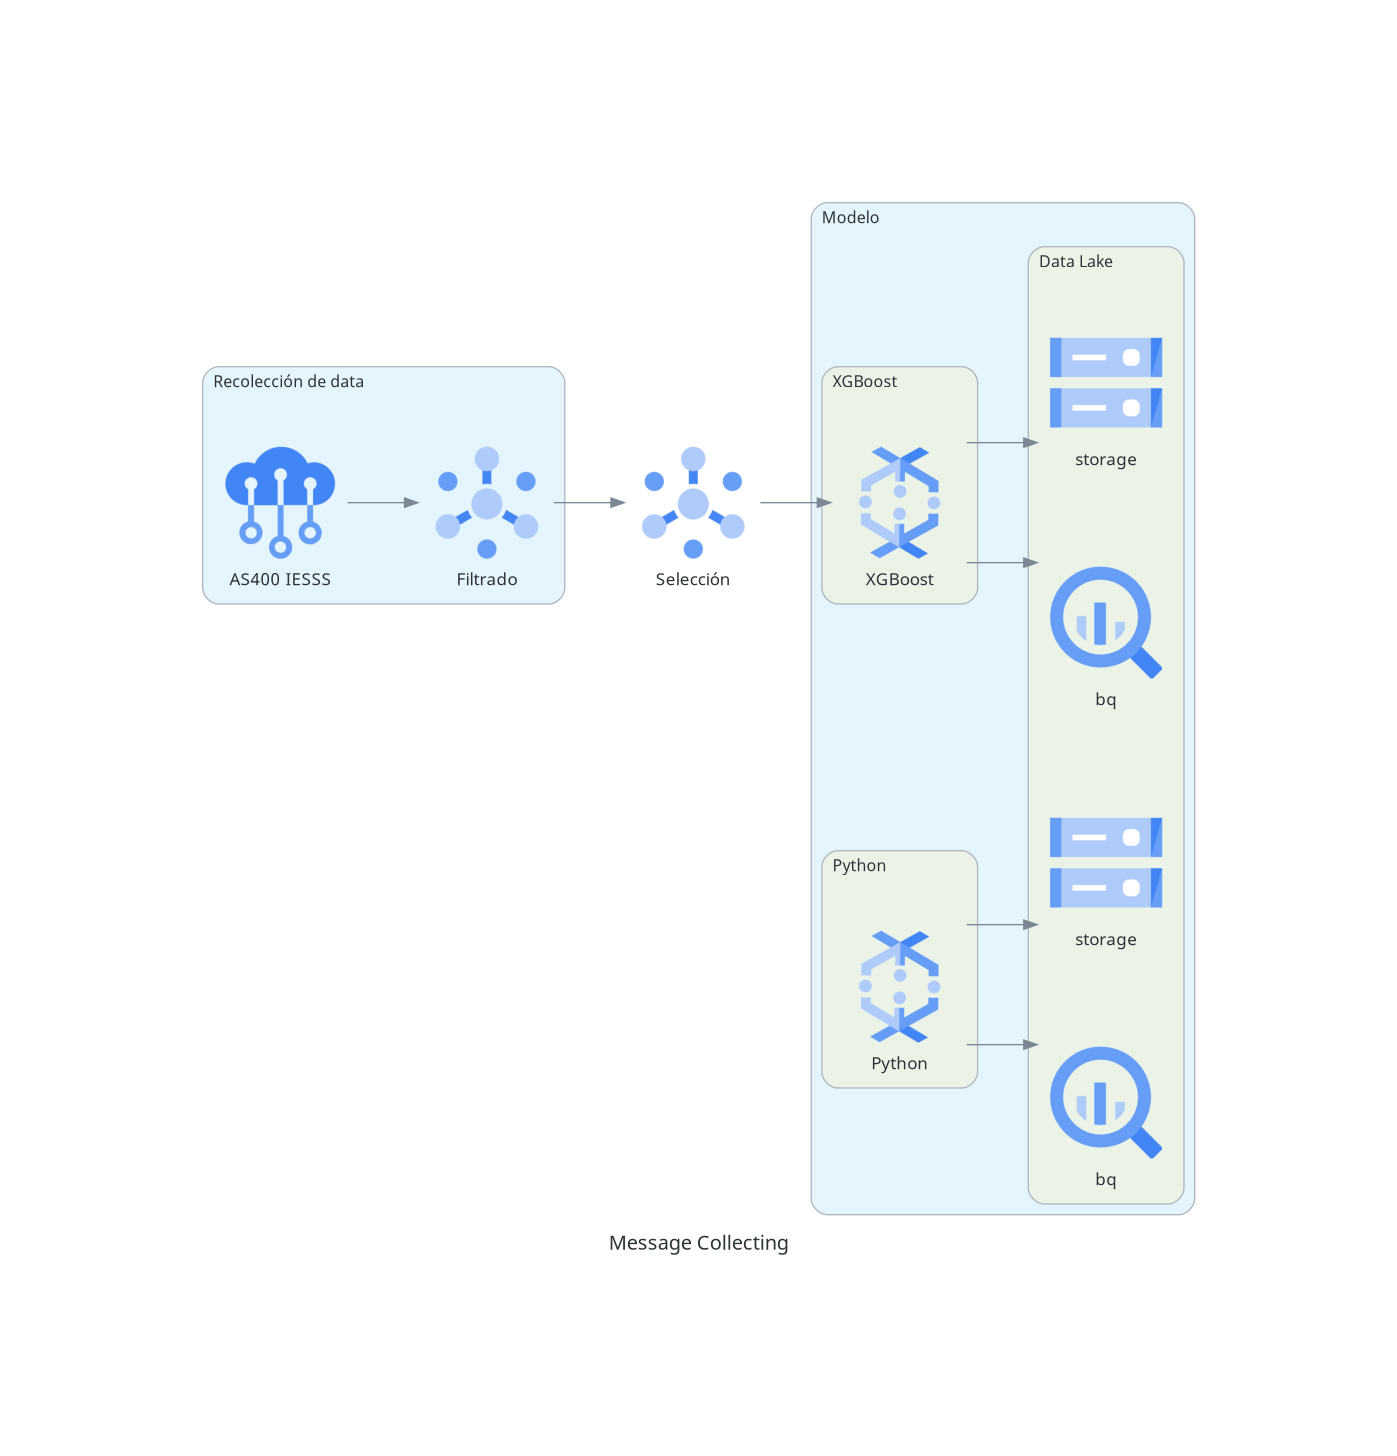 Recolección de data
AS400 IESSS
Filtrado
Selección
Modelo
XGBoost
XGBoost
Data Lake
storage
bq
Python
Python
storage
bq
Message Collecting